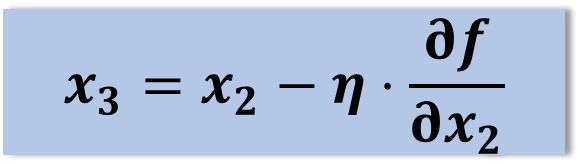 x₃ = x₂ − η · ∂f/∂x₂